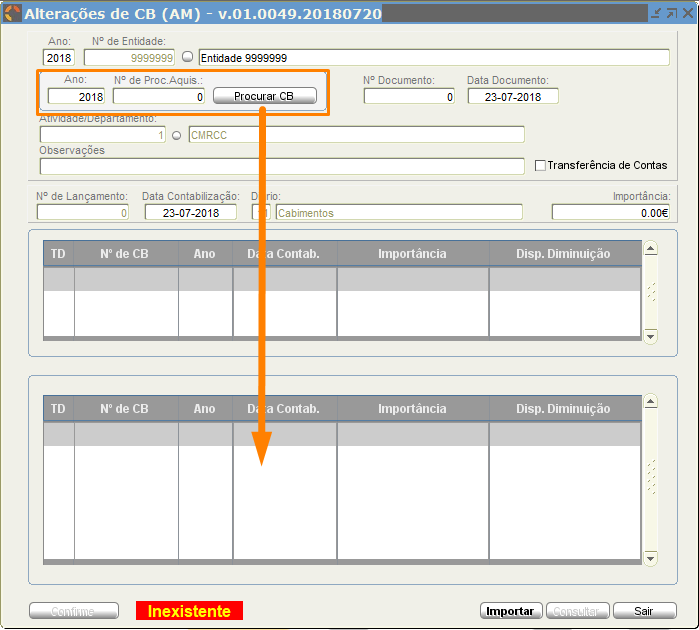 Alterações de CB (AM) - v.01.0049.20180720
Ano: Nº de Entidade:
2018 9999999 Entidade 9999999
Ano: Nº de Proc.Aquis.: Nº Documento: Data Documento:
2018 0 Procurar CB 0 23-07-2018
Atividade/Departamento:
1 CMRCC
Observações
Transferência de Contas
Nº de Lançamento: Data Contabilização: Diário: Importância:
0 23-07-2018 Cabimentos 0.00€
TD Nº de CB Ano Data Contab. Importância Disp. Diminuição
TD Nº de CB Ano Data Contab. Importância Disp. Diminuição
Confirme Inexistente Importar Consultar Sair